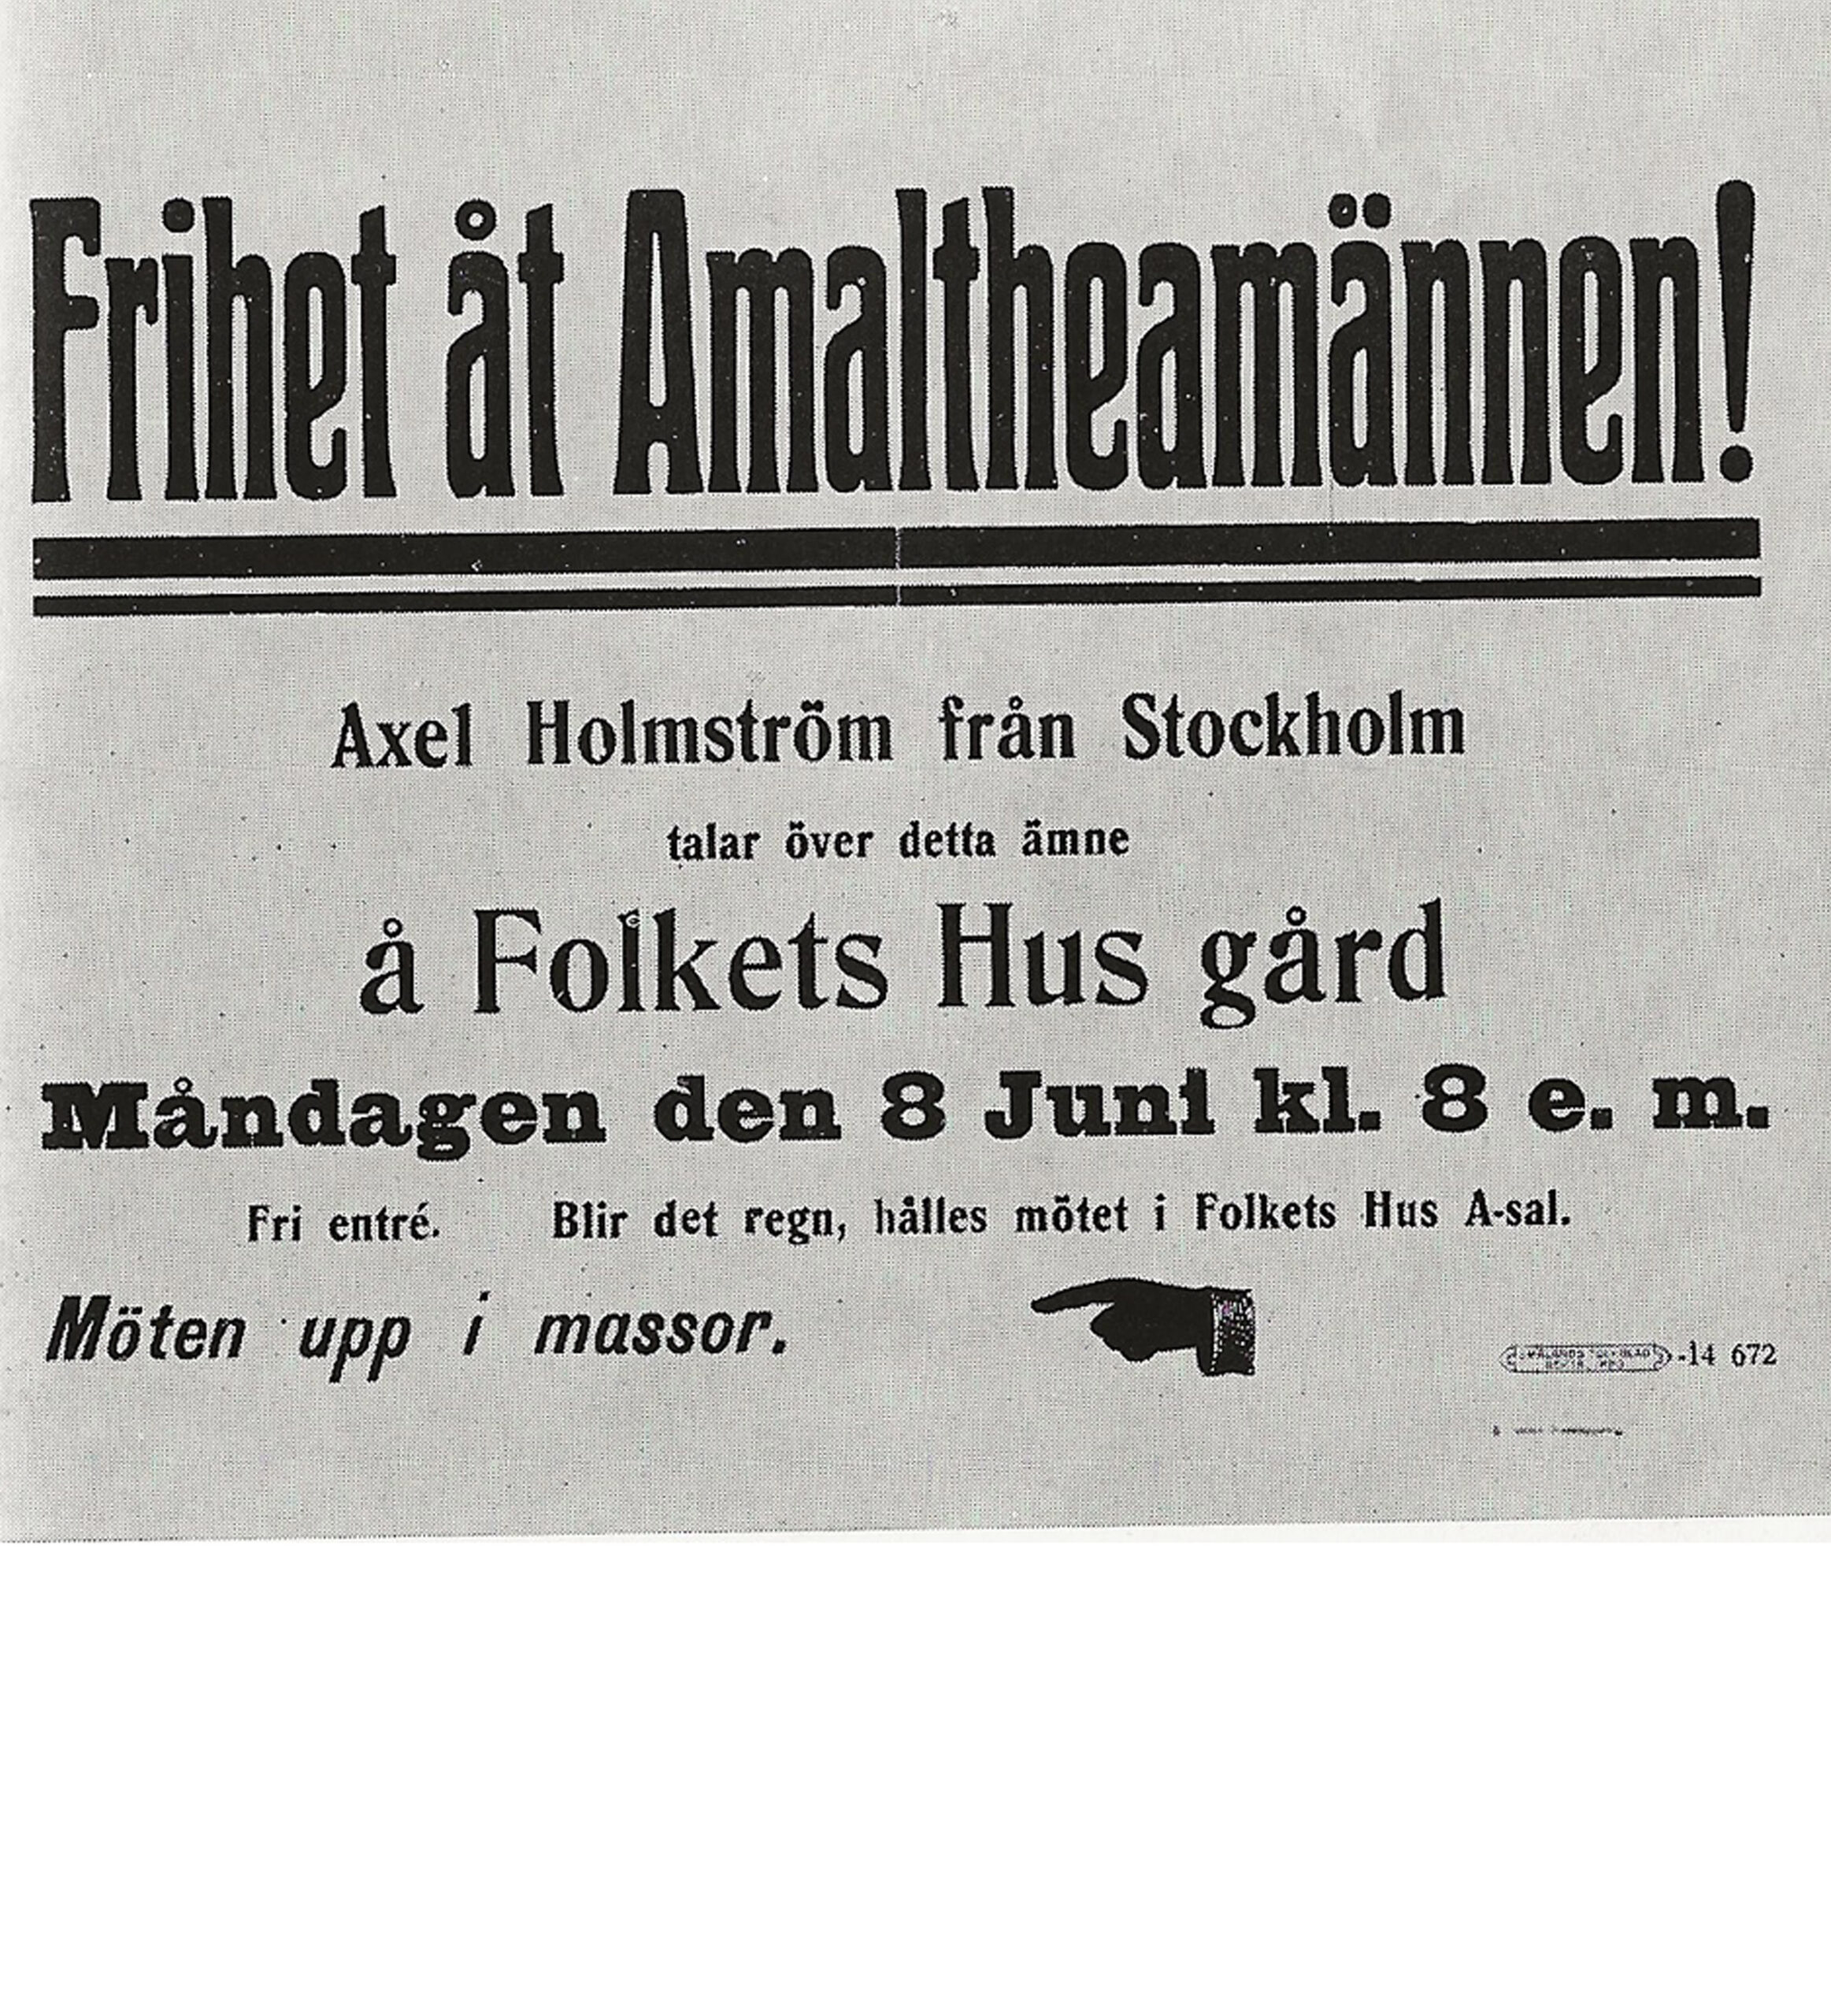 Frihet åt Amaltheamännen!
Axel Holmström från Stockholm
talar över detta ämne
å Folkets Hus gård
Måndagen den 8 Juni kl. 8 e. m.
Fri entré. Blir det regn, hålles mötet i Folkets Hus A-sal.
Möten upp i massor.
-14 672